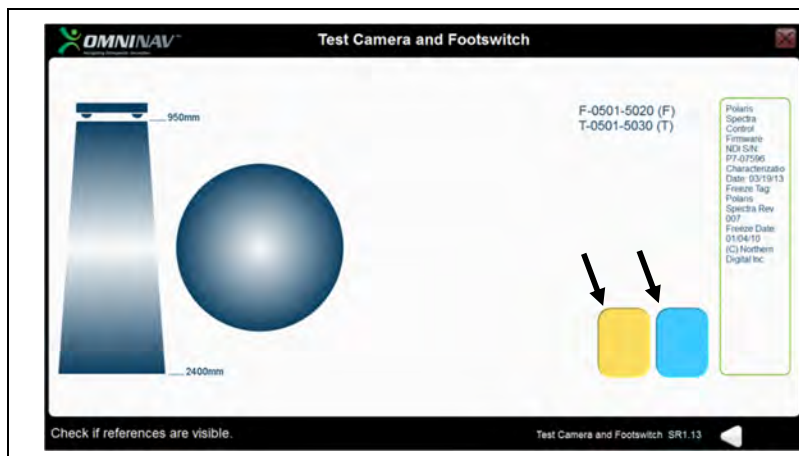 OMNINAV™
Test Camera and Footswitch
950mm
2400mm
F-0501-5020 (F)
T-0501-5030 (T)
Polaris
Spectra
Control
Firmware
NDI S/N:
P7-07596
Characterizatio
Date: 03/19/13
Freeze Tag:
Polaris
Spectra Rev
007
Freeze Date:
01/04/10
(C) Northern
Digital Inc.
Check if references are visible.
Test Camera and Footswitch SR1.13